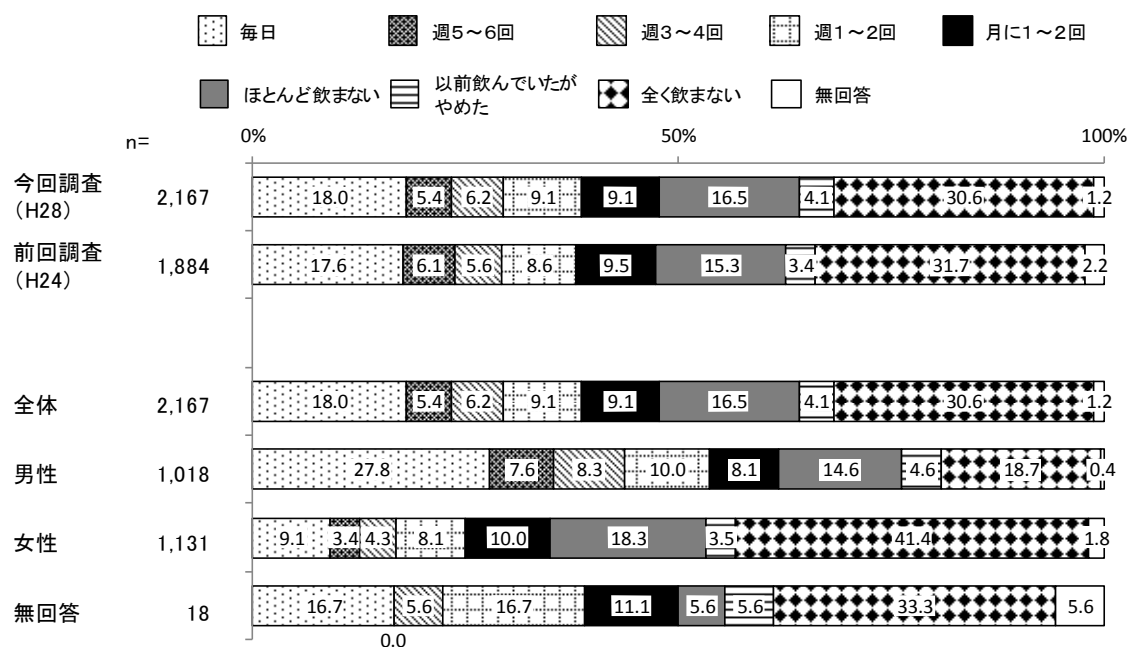 毎日 週5～6回 週3～4回 週1～2回 月に1～2回
ほとんど飲まない 以前飲んでいたが 全く飲まない 無回答
やめた
n= 0% 50% 100%
今回調査
（H28） 2,167 18.0 5.4 6.2 9.1 9.1 16.5 4.1 30.6 1.2
前回調査
（H24） 1,884 17.6 6.1 5.6 8.6 9.5 15.3 3.4 31.7 2.2
全体 2,167 18.0 5.4 6.2 9.1 9.1 16.5 4.1 30.6 1.2
男性 1,018 27.8 7.6 8.3 10.0 8.1 14.6 4.6 18.7 0.4
女性 1,131 9.1 3.4 4.3 8.1 10.0 18.3 3.5 41.4 1.8
無回答 18 16.7 5.6 16.7 11.1 5.6 5.6 33.3 5.6
0.0